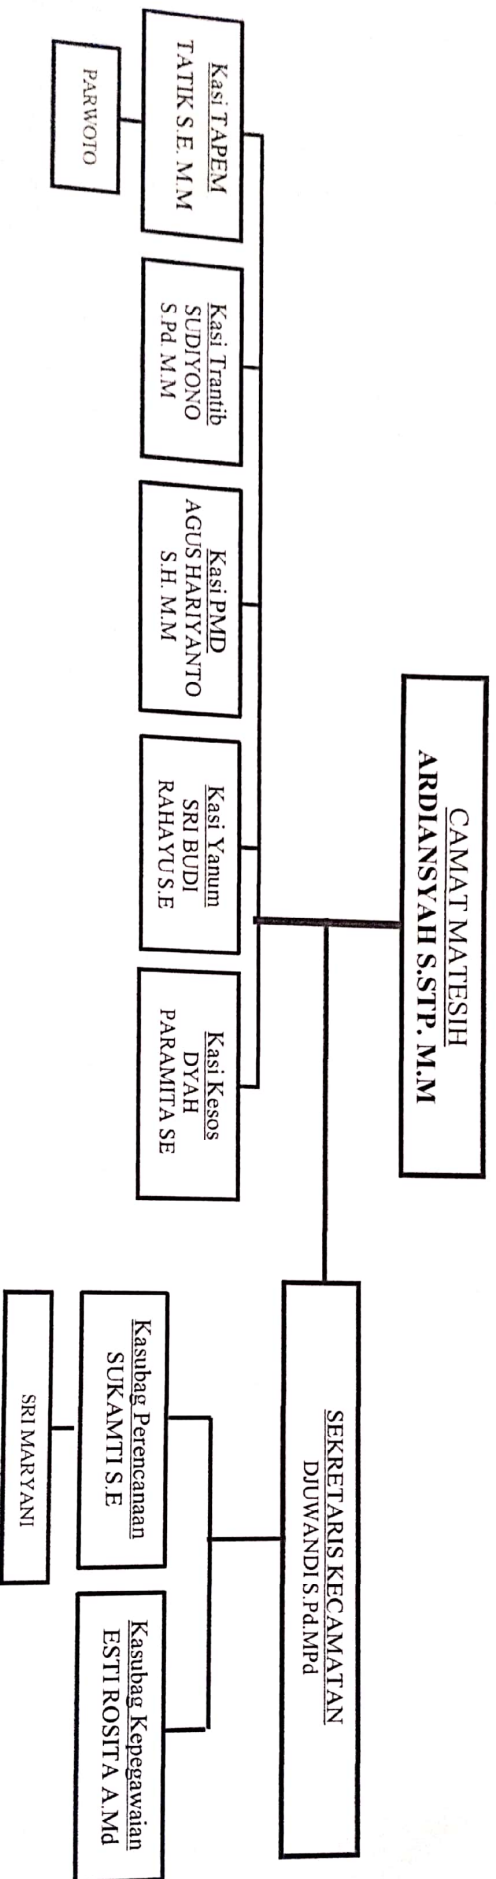 CAMAT MATESIH
ARDIANSYAH S.STP. M.M
SEKRETARIS KECAMATAN
DJUWANDI S.Pd.MPd
Kasi TAPEM
TATIK S.E. M.M
PARWOTO
Kasi Trantib
SUDIYONO
S.Pd. M.M
Kasi PMD
AGUS HARIYANTO
S.H. M.M
Kasi Yanum
SRI BUDI
RAHAYU S.E
Kasi Kesos
DYAH
PARAMITA SE
Kasubag Perencanaan
SUKAMTI S.E
SRI MARYANI
Kasubag Kepegawaian
ESTI ROSITA A.Md